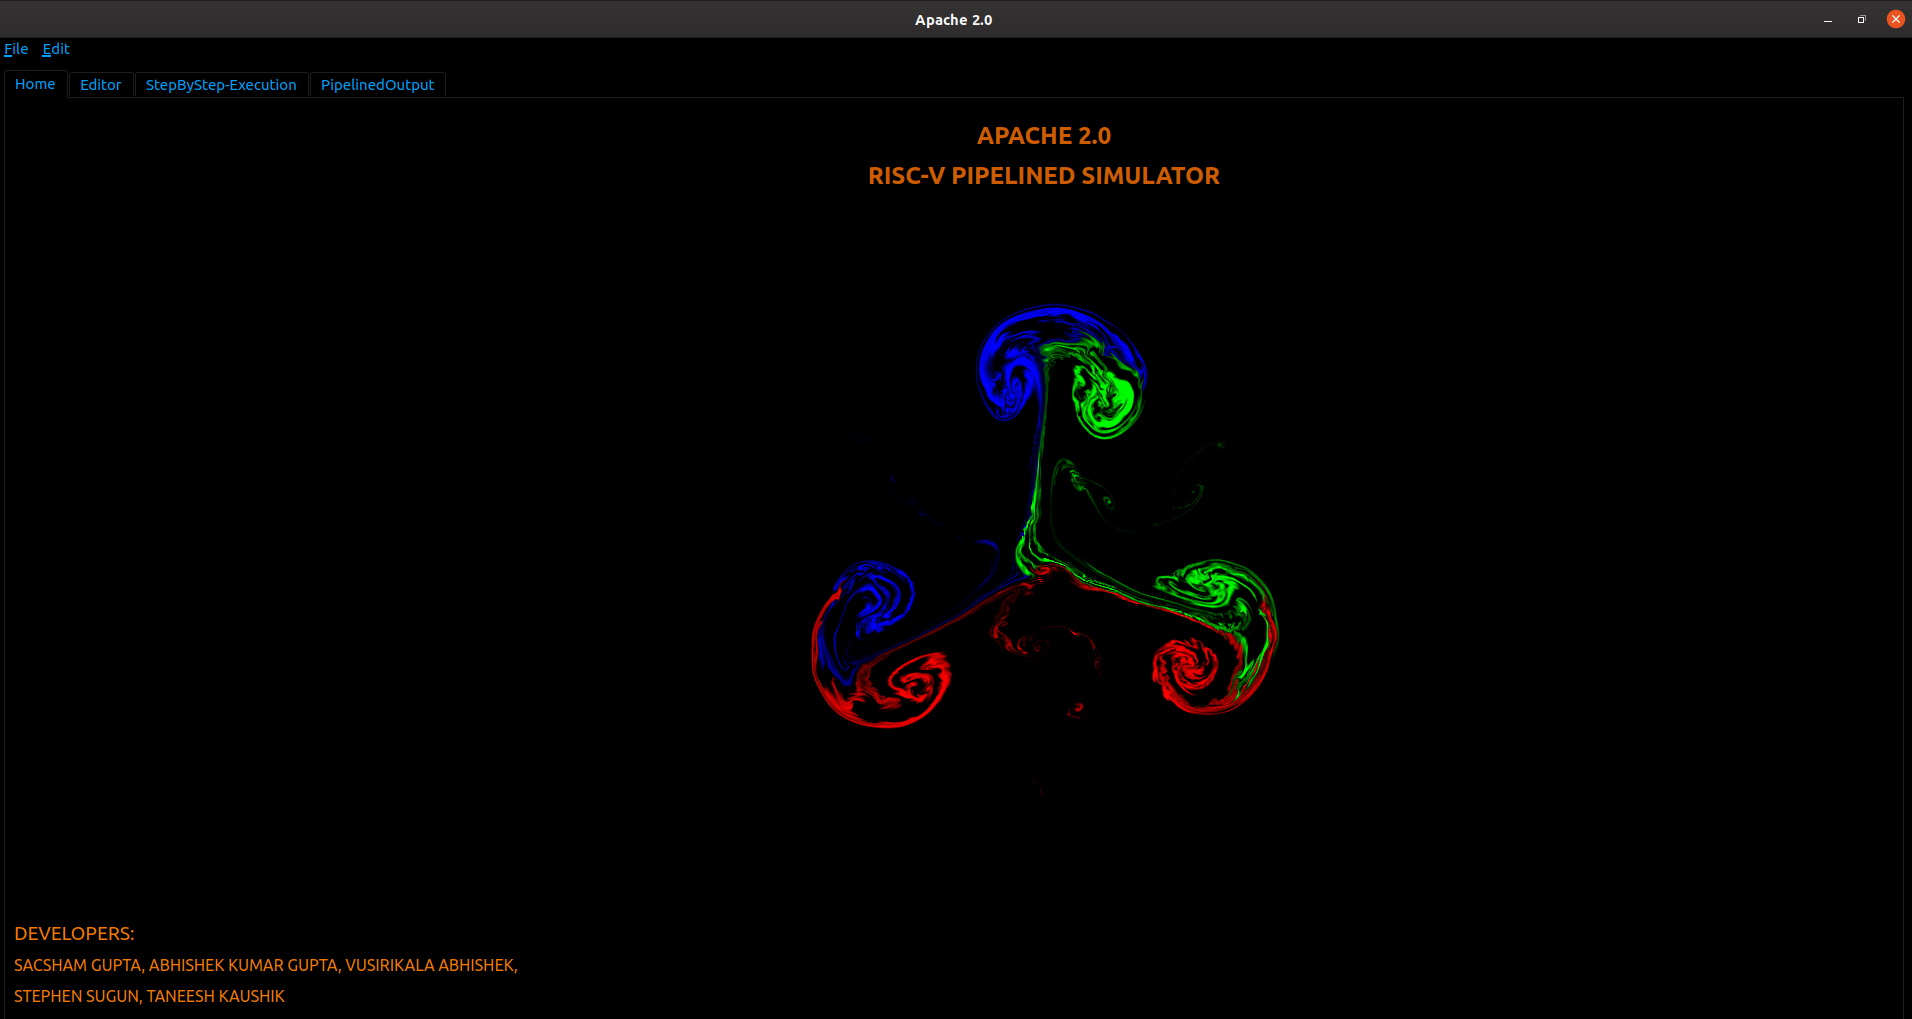 Apache 2.0
File Edit
Home Editor StepByStep-Execution PipelinedOutput
APACHE 2.0
RISC-V PIPELINED SIMULATOR
DEVELOPERS:
SACSHAM GUPTA, ABHISHEK KUMAR GUPTA, VUSIRIKALA ABHISHEK,
STEPHEN SUGUN, TANEESH KAUSHIK